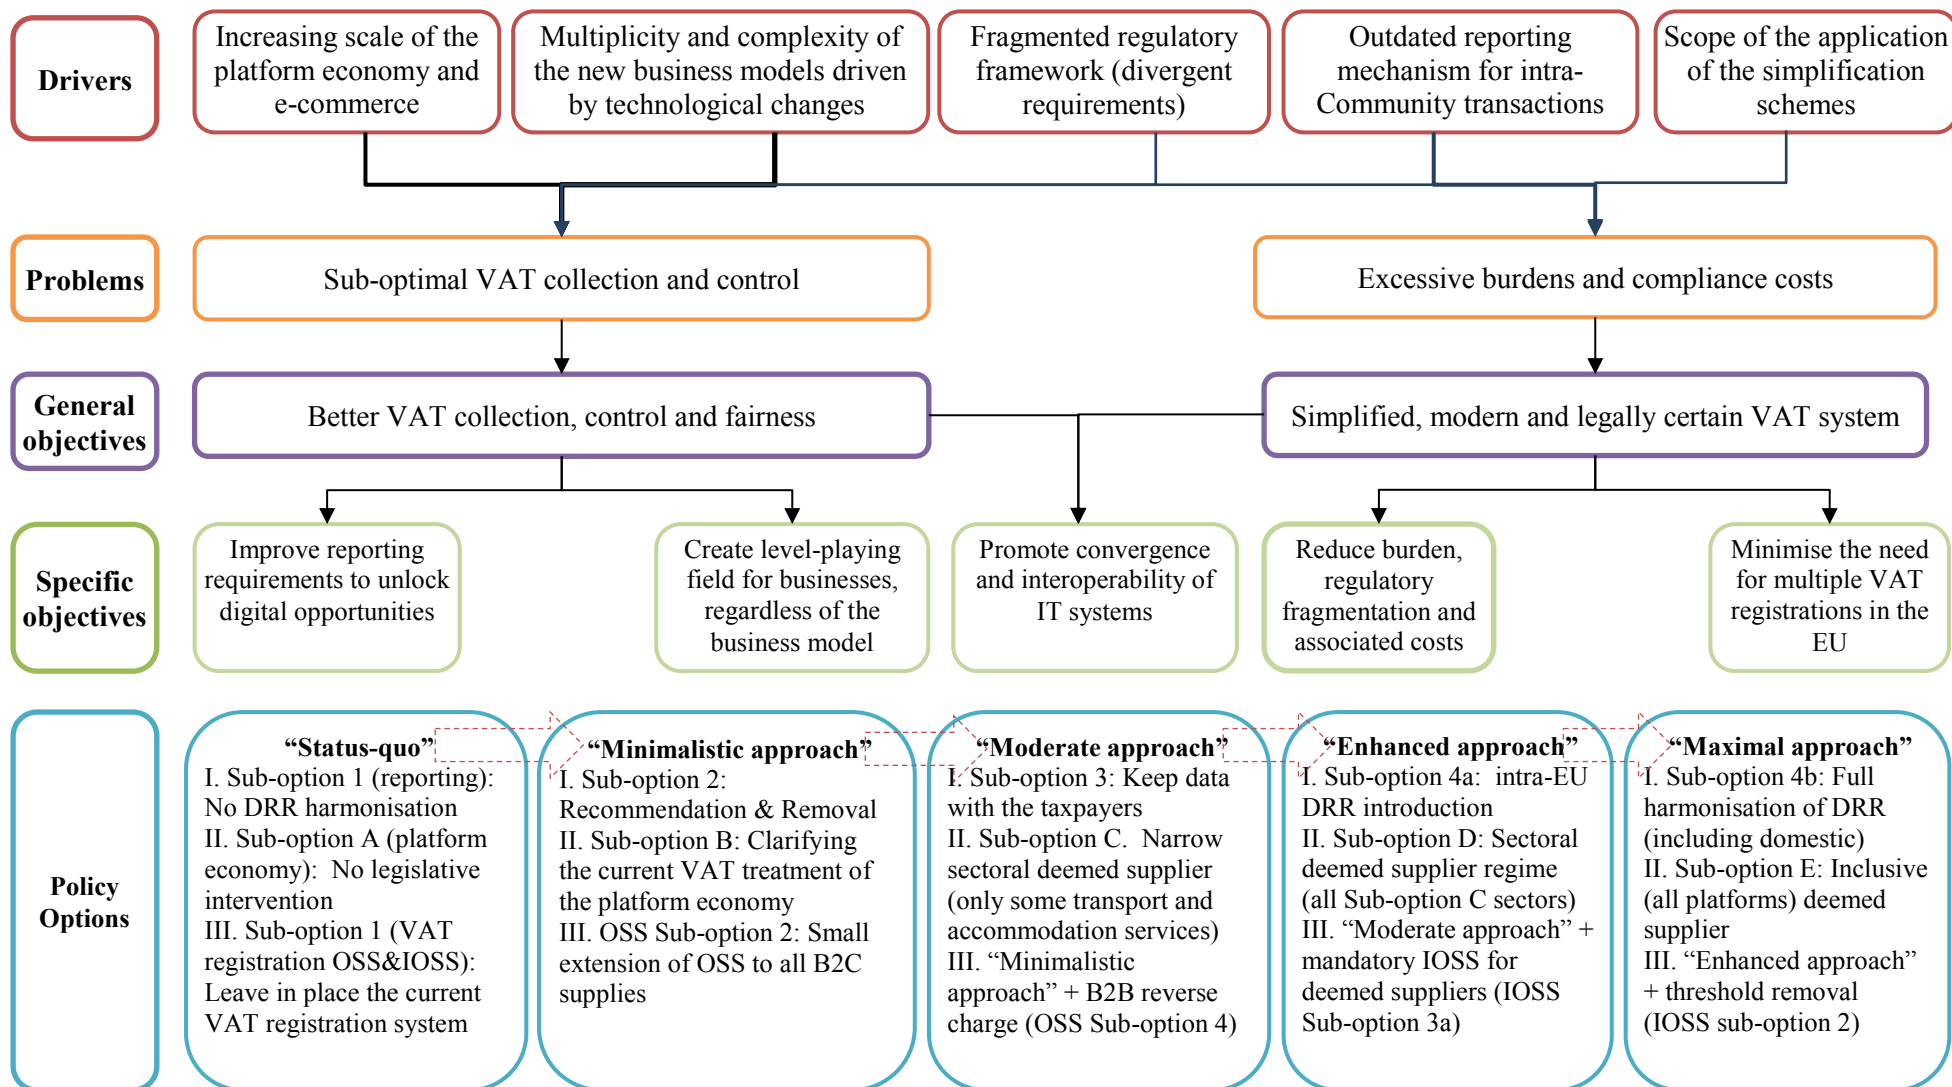 Drivers
Increasing scale of the
platform economy and
e-commerce
Multiplicity and complexity of
the new business models driven
by technological changes
Fragmented regulatory
framework (divergent
requirements)
Outdated reporting
mechanism for intra-
Community transactions
Scope of the application
of the simplification
schemes
Problems
Sub-optimal VAT collection and control
Excessive burdens and compliance costs
General
objectives
Better VAT collection, control and fairness
Simplified, modern and legally certain VAT system
Specific
objectives
Improve reporting
requirements to unlock
digital opportunities
Create level-playing
field for businesses,
regardless of the
business model
Promote convergence
and interoperability of
IT systems
Reduce burden,
regulatory
fragmentation and
associated costs
Minimise the need
for multiple VAT
registrations in the
EU
Policy
Options
“Status-quo”
I. Sub-option 1 (reporting):
No DRR harmonisation
II. Sub-option A (platform
economy): No legislative
intervention
III. Sub-option 1 (VAT
registration OSS&IOSS):
Leave in place the current
VAT registration system
“Minimalistic approach”
I. Sub-option 2:
Recommendation & Removal
II. Sub-option B: Clarifying
the current VAT treatment of
the platform economy
III. OSS Sub-option 2: Small
extension of OSS to all B2C
supplies
“Moderate approach”
I. Sub-option 3: Keep data
with the taxpayers
II. Sub-option C. Narrow
sectoral deemed supplier
(only some transport and
accommodation services)
III. “Minimalistic
approach” + B2B reverse
charge (OSS Sub-option 4)
“Enhanced approach”
I. Sub-option 4a: intra-EU
DRR introduction
II. Sub-option D: Sectoral
deemed supplier regime
(all Sub-option C sectors)
III. “Moderate approach” +
mandatory IOSS for
deemed suppliers (IOSS
Sub-option 3a)
“Maximal approach”
I. Sub-option 4b: Full
harmonisation of DRR
(including domestic)
II. Sub-option E: Inclusive
(all platforms) deemed
supplier
III. “Enhanced approach”
+ threshold removal
(IOSS sub-option 2)